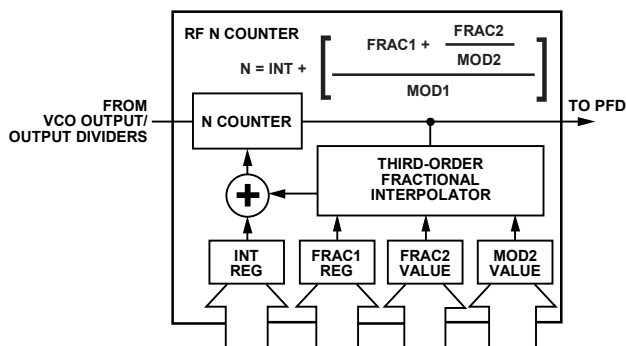 RF N COUNTER
N = INT +
FRAC1 +
FRAC2
MOD2
MOD1
FROM
VCO OUTPUT/
OUTPUT DIVIDERS
N COUNTER
TO PFD
THIRD-ORDER
FRACTIONAL
INTERPOLATOR
+
INT
REG
FRAC1
REG
FRAC2
VALUE
MOD2
VALUE